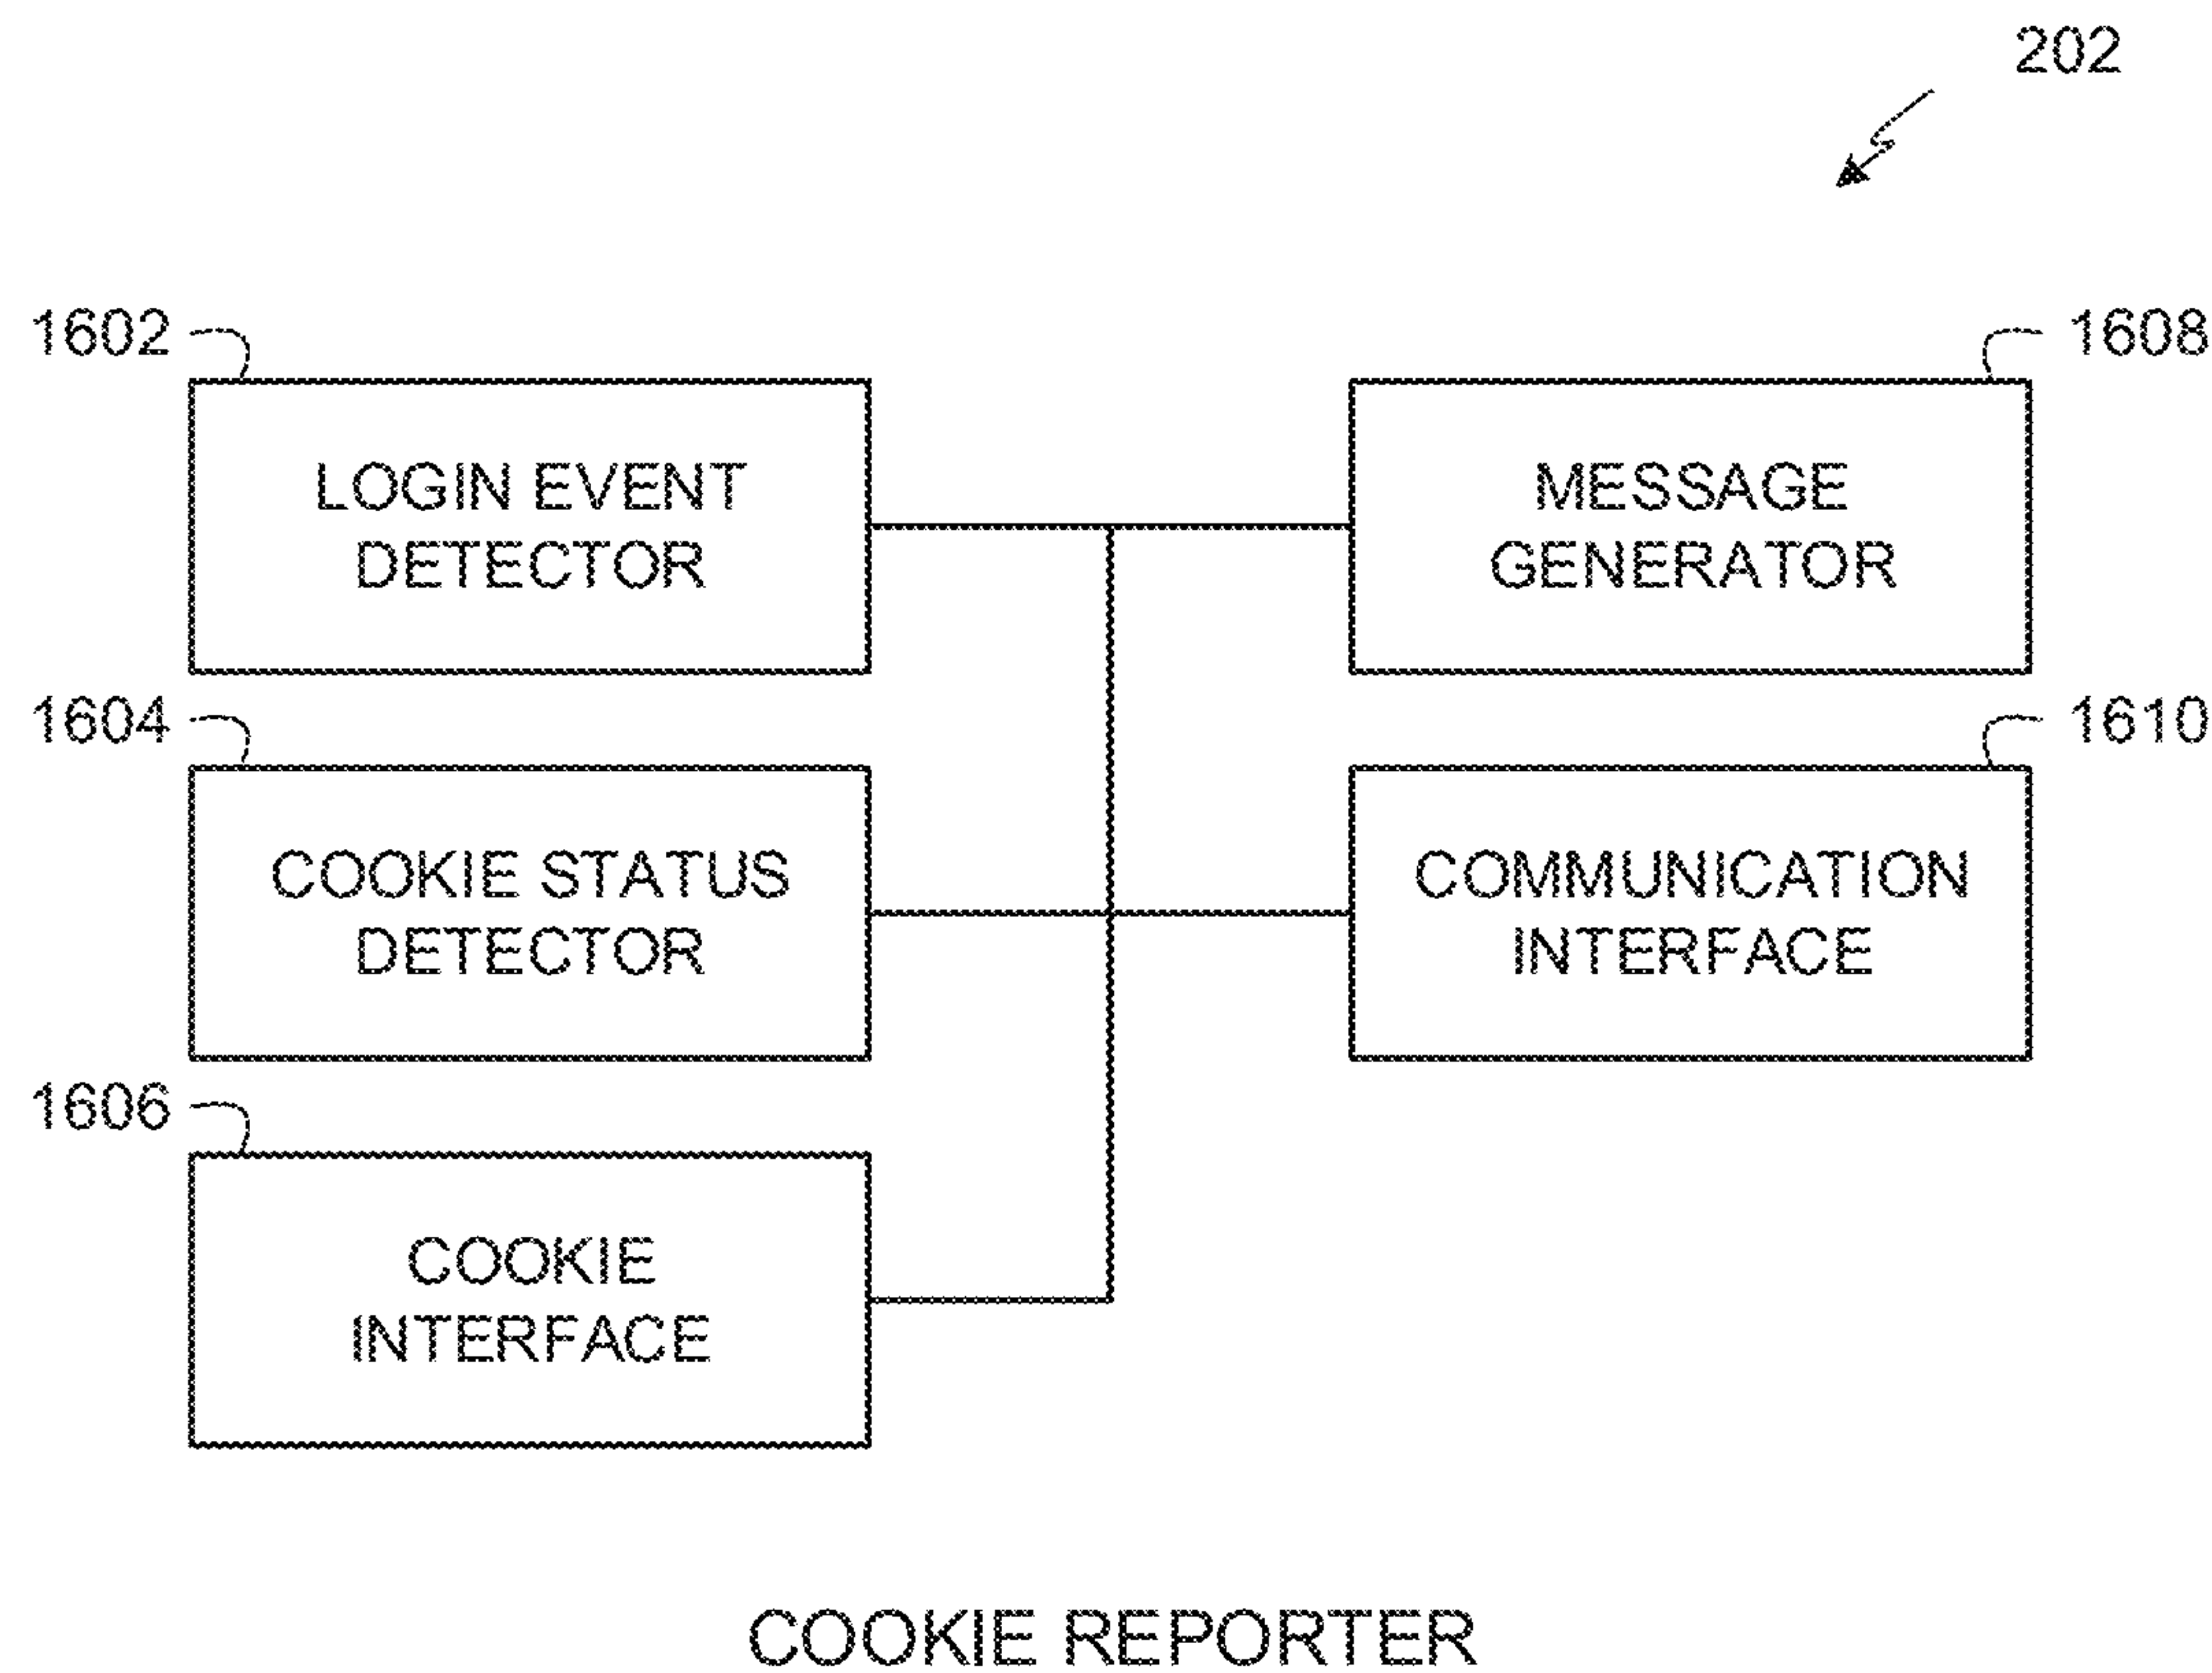 202
1602
LOGIN EVENT
DETECTOR
1608
MESSAGE
GENERATOR
1604
COOKIE STATUS
DETECTOR
1610
COMMUNICATION
INTERFACE
1606
COOKIE
INTERFACE
COOKIE REPORTER